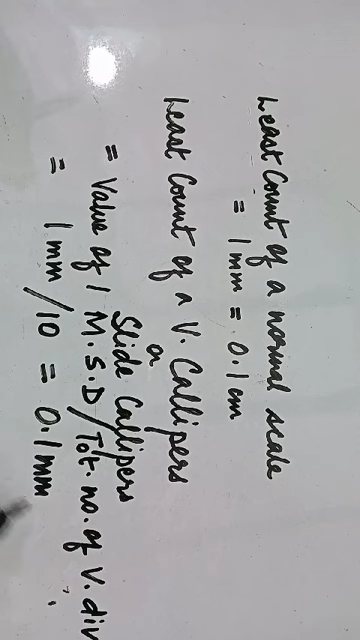 Least Count of a normal scale
= 1 mm = 0.1 cm
Least Count of a V. Callipers
a
Slide Callipers
= Value of 1 M.S.D/Tot. no. of V. div
= 1 mm/10 = 0.1 mm